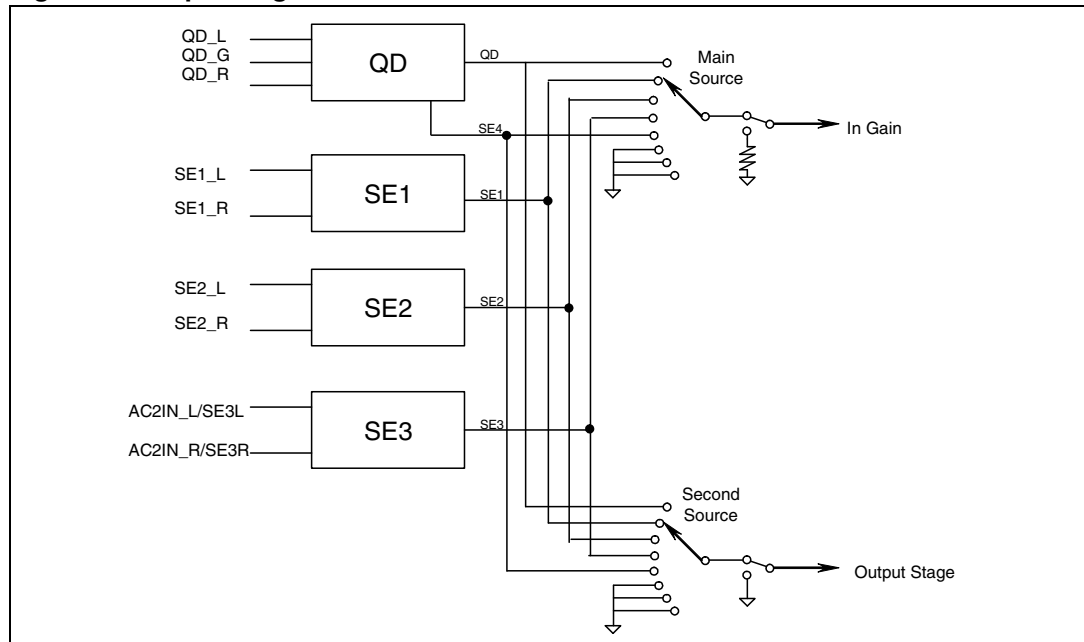 QD_L
QD_G
QD_R
QD
QD
SE4
SE1_L
SE1_R
SE1
SE1
SE2_L
SE2_R
SE2
SE2
AC2IN_L/SE3L
AC2IN_R/SE3R
SE3
SE3
Main
Source
In Gain
Second
Source
Output Stage